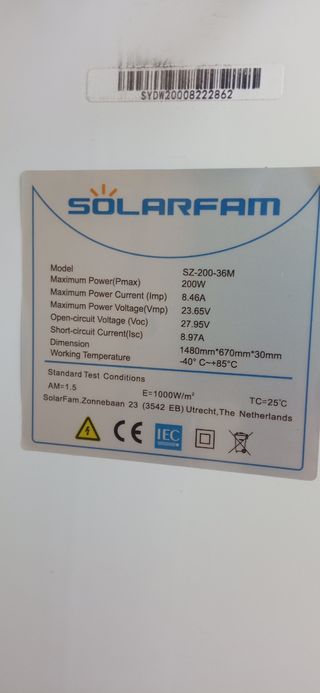 SYDW20008222862
SOLARFAM
Model SZ-200-36M
Maximum Power(Pmax) 200W
Maximum Power Current (Imp) 8.46A
Maximum Power Voltage(Vmp) 23.65V
Open-circuit Voltage (Voc) 27.95V
Short-circuit Current(Isc) 8.97A
Dimension 1480mm*670mm*30mm
Working Temperature -40° C~+85°C
Standard Test Conditions
AM=1.5 E=1000W/m² TC=25℃
SolarFam.Zonnebaan 23 (3542 EB) Utrecht,The Netherlands
CE IEC